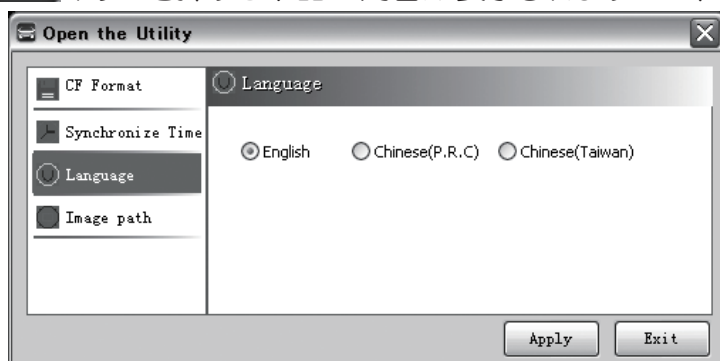 Open the Utility
CF Format
Synchronize Time
Language
Image path
Language
English Chinese(P.R.C) Chinese(Taiwan)
Apply Exit